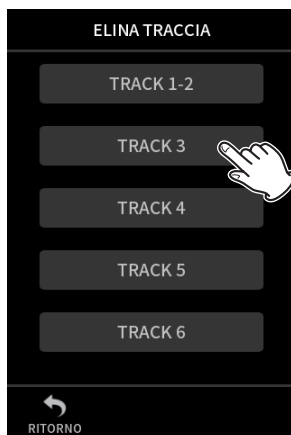 ELINA TRACCIA
TRACK 1-2
TRACK 3
TRACK 4
TRACK 5
TRACK 6
RITORNO